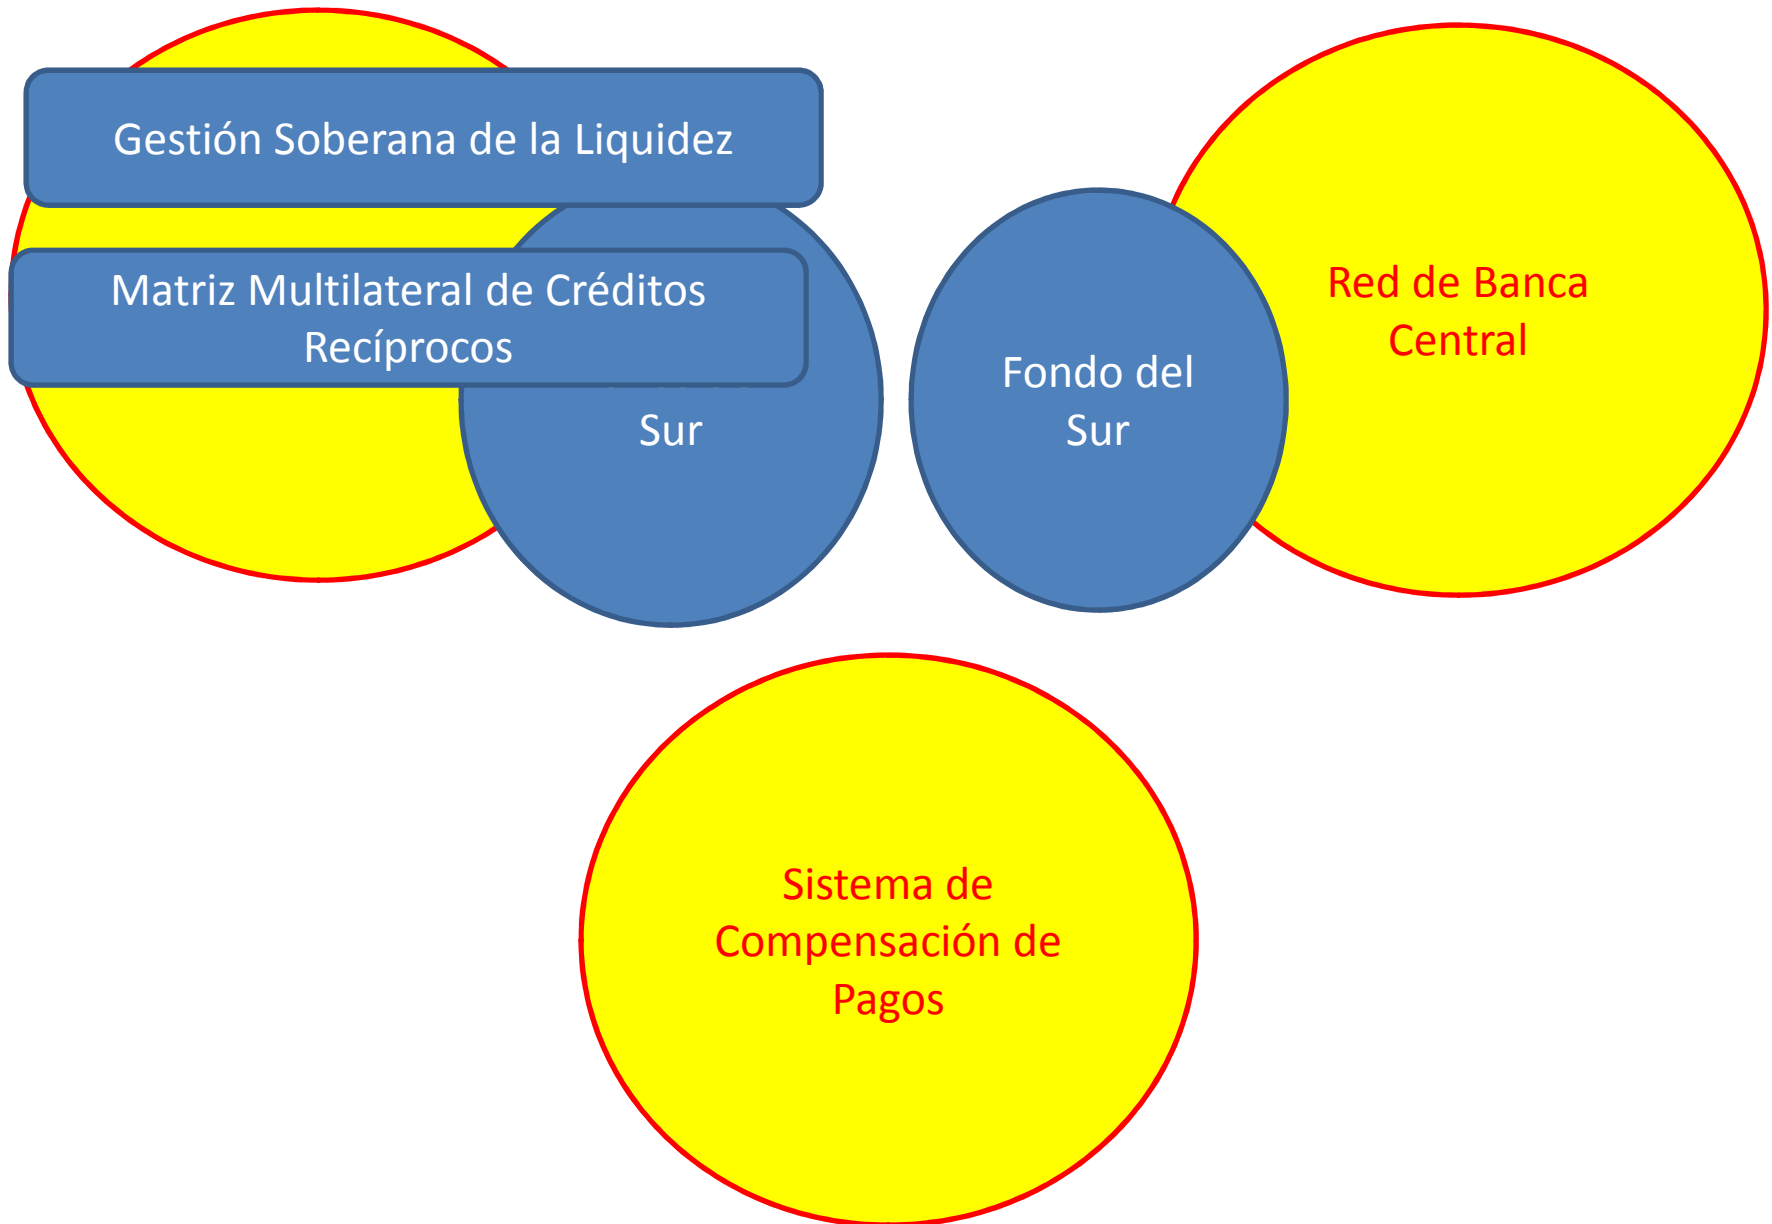 Gestión Soberana de la Liquidez
Matriz Multilateral de Créditos
Recíprocos
Sur
Fondo del
Sur
Red de Banca
Central
Sistema de
Compensación de
Pagos